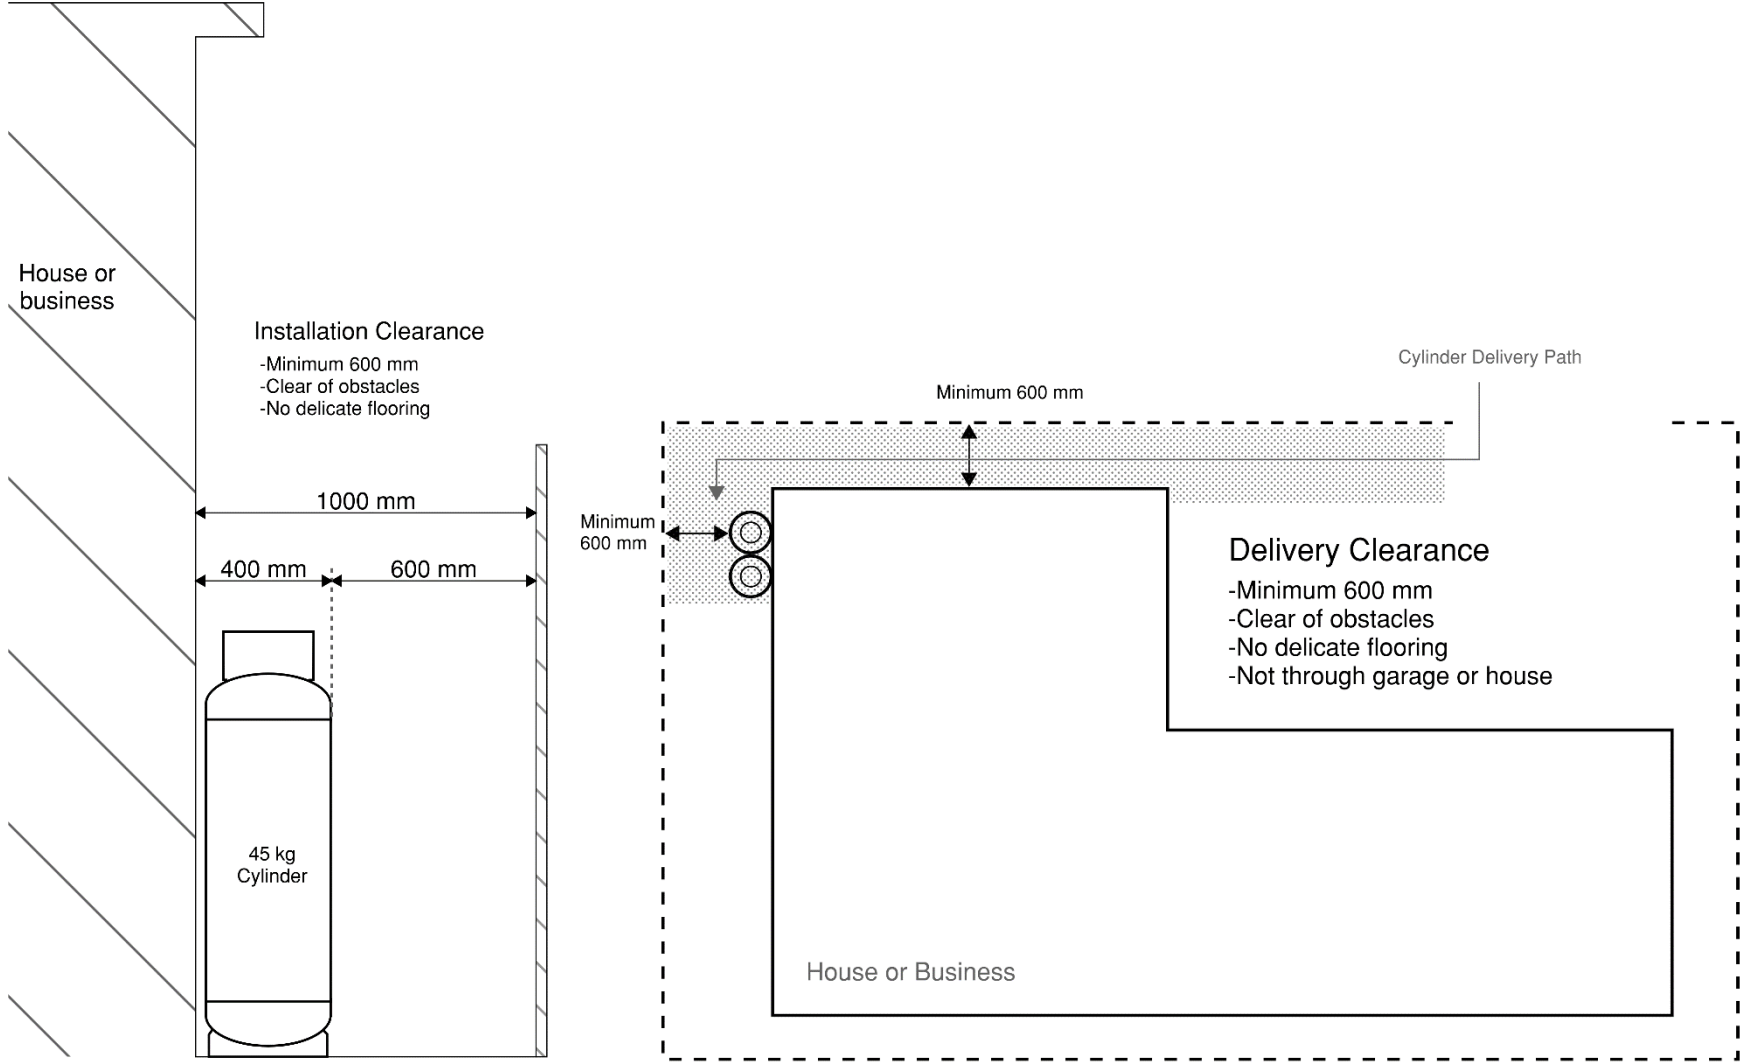 House or
business
Installation Clearance
-Minimum 600 mm
-Clear of obstacles
-No delicate flooring
1000 mm
400 mm
600 mm
45 kg
Cylinder
Cylinder Delivery Path
Minimum 600 mm
Minimum
600 mm
Delivery Clearance
-Minimum 600 mm
-Clear of obstacles
-No delicate flooring
-Not through garage or house
House or Business